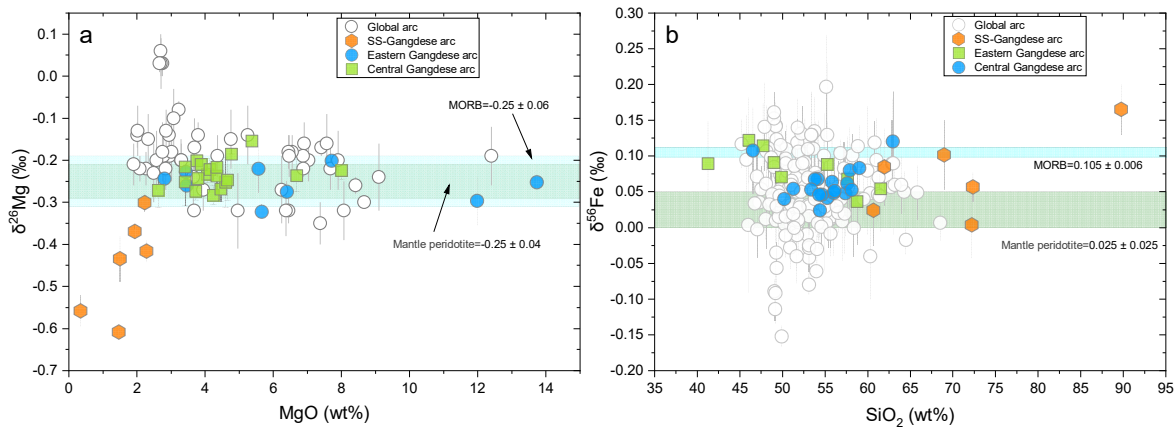 a
Global arc
SS-Gangdese arc
Eastern Gangdese arc
Central Gangdese arc
MORB=-0.25 ± 0.06
Mantle peridotite=-0.25 ± 0.04
0.1
0.0
-0.1
-0.2
-0.3
-0.4
-0.5
-0.6
-0.7
δ²⁶Mg (‰)
0
2
4
6
8
10
12
14
16
MgO (wt%)
b
Global arc
SS-Gangdese arc
Eastern Gangdese arc
Central Gangdese arc
MORB=0.105 ± 0.006
Mantle peridotite=0.025 ± 0.025
0.30
0.25
0.20
0.15
0.10
0.05
0.00
-0.05
-0.10
-0.15
-0.20
δ⁵⁶Fe (‰)
35
40
45
50
55
60
65
70
75
80
85
90
95
SiO₂ (wt%)